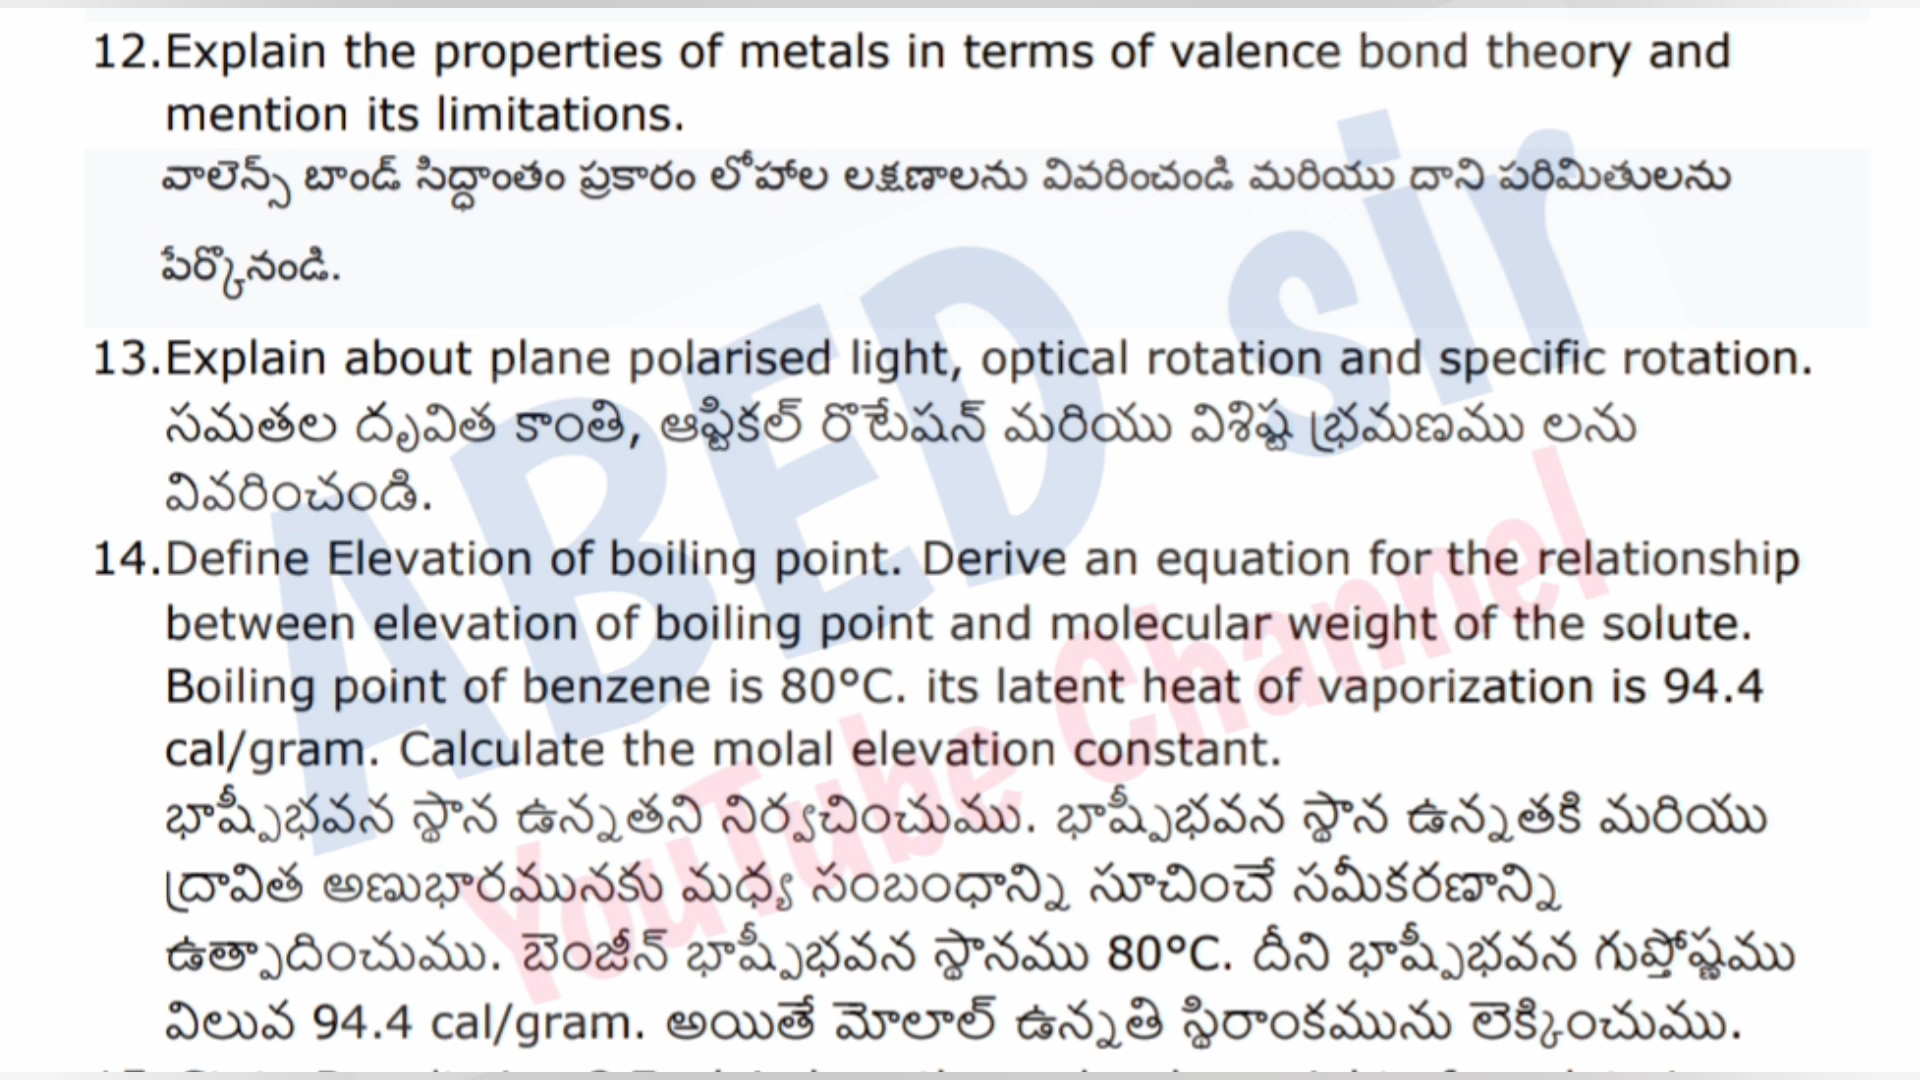 12.Explain the properties of metals in terms of valence bond theory and
mention its limitations.
వాలెన్స్ బాండ్ సిద్ధాంతం ప్రకారం లోహాల లక్షణాలను వివరించండి మరియు దాని పరిమితులను
పేర్కొనండి.
13.Explain about plane polarised light, optical rotation and specific rotation.
సమతల దృవిత కాంతి, ఆప్టికల్ రొటేషన్ మరియు విశిష్ట భ్రమణము లను
వివరించండి.
14.Define Elevation of boiling point. Derive an equation for the relationship
between elevation of boiling point and molecular weight of the solute.
Boiling point of benzene is 80°C. its latent heat of vaporization is 94.4
cal/gram. Calculate the molal elevation constant.
భాష్పీభవన స్థాన ఉన్నతని నిర్వచించుము. భాష్పీభవన స్థాన ఉన్నతకి మరియు
ద్రావిత అణుభారమునకు మధ్య సంబంధాన్ని సూచించే సమీకరణాన్ని
ఉత్పాదించుము. బెంజీన్ భాష్పీభవన స్థానము 80°C. దీని భాష్పీభవన గుప్తోష్ణము
విలువ 94.4 cal/gram. అయితే మోలాల్ ఉన్నతి స్థిరాంకమును లెక్కించుము.
ABED sir
YouTube Channel